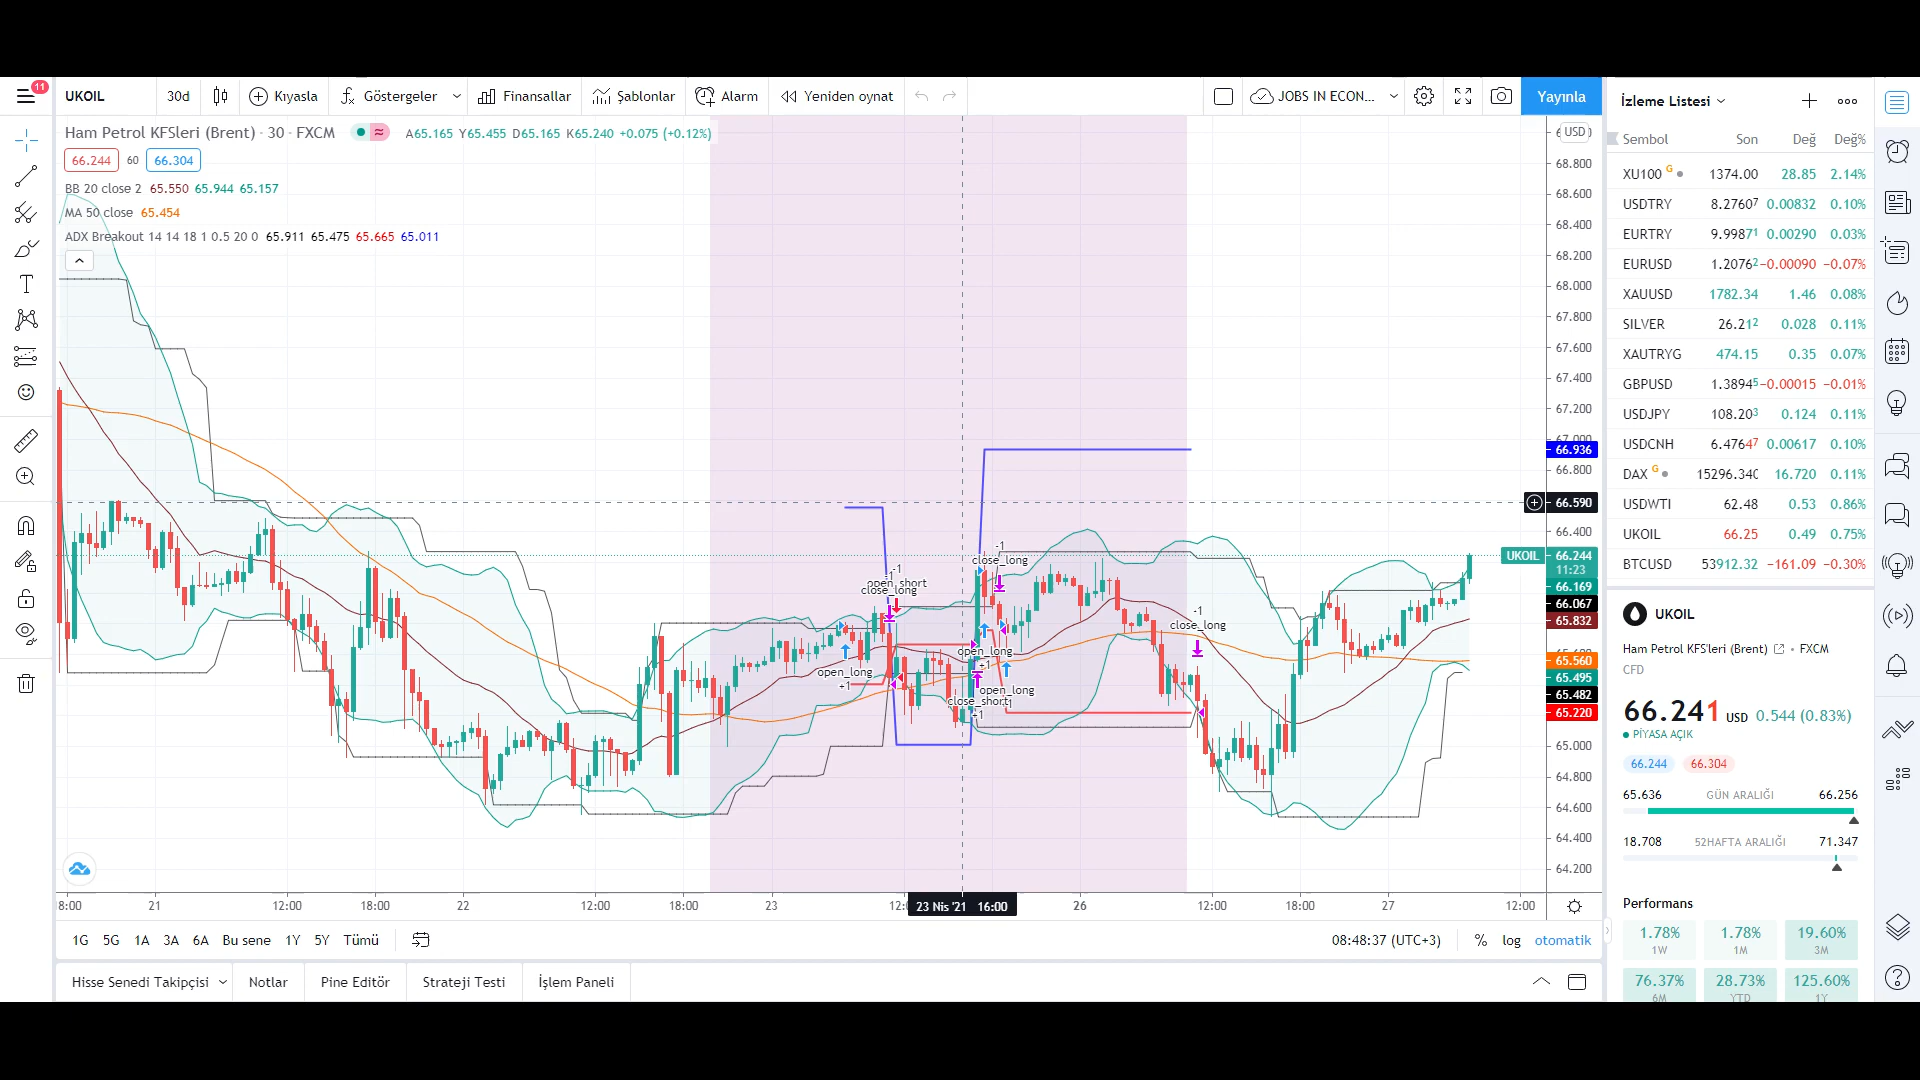 11
UKOIL
30d
Kıyasla
Göstergeler
Finansallar
Şablonlar
Alarm
Yeniden oynat
JOBS IN ECON...
Yayınla
Ham Petrol KFSleri (Brent) · 30 · FXCM
A65.165 Y65.455 D65.165 K65.240 +0.075 (+0.12%)
66.244 60 66.304
BB 20 close 2 65.550 65.944 65.157
MA 50 close 65.454
ADX Breakout 14 14 18 1 0.5 20 0 65.911 65.475 65.665 65.011
USD
68.800
68.600
68.400
68.200
68.000
67.800
67.600
67.400
67.200
67.000
66.936
66.800
66.590
66.400
UKOIL 66.244
11:23
66.169
66.067
65.832
65.560
65.495
65.482
65.220
65.000
64.800
64.600
64.400
64.200
-1
open_short
close_long
open_long
+1
-1
close_long
open_long
+1
open_long
close_short
+1
-1
close_long
21
12:00
18:00
22
12:00
18:00
23
23 Nis '21 16:00
26
12:00
18:00
27
12:00
1G 5G 1A 3A 6A Bu sene 1Y 5Y Tümü
08:48:37 (UTC+3)
% log otomatik
Hisse Senedi Takipçisi
Notlar
Pine Editör
Strateji Testi
İşlem Paneli
İzleme Listesi
Sembol Son Değ Değ%
XU100 G 1374.00 28.85 2.14%
USDTRY 8.27607 0.00832 0.10%
EURTRY 9.99871 0.00290 0.03%
EURUSD 1.20762 −0.00090 −0.07%
XAUUSD 1782.34 1.46 0.08%
SILVER 26.212 0.028 0.11%
XAUTRYG 474.15 0.35 0.07%
GBPUSD 1.38945 −0.00015 −0.01%
USDJPY 108.203 0.124 0.11%
USDCNH 6.47647 0.00617 0.10%
DAX G 15296.340 16.720 0.11%
USDWTI 62.48 0.53 0.86%
UKOIL 66.25 0.49 0.75%
BTCUSD 53912.32 −161.09 −0.30%
UKOIL
Ham Petrol KFS'leri (Brent) • FXCM
CFD
66.241 USD 0.544 (0.83%)
PİYASA AÇIK
66.244 66.304
65.636 GÜN ARALIĞI 66.256
18.708 52HAFTA ARALIĞI 71.347
Performans
1.78% 1.78% 19.60%
1W 1M 3M
76.37% 28.73% 125.60%
6M YTD 1Y